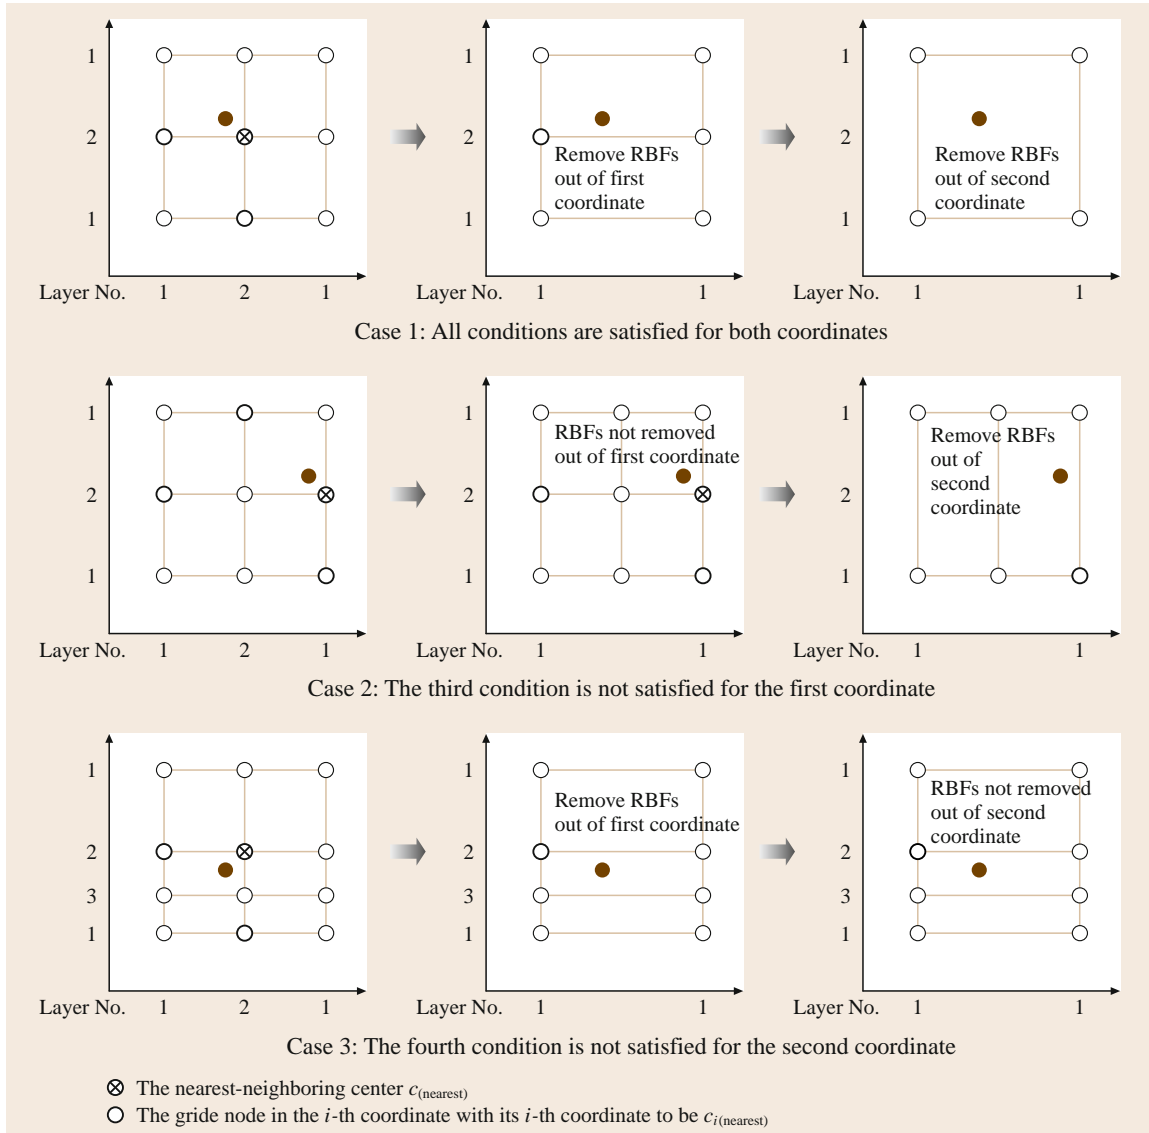 1
2
1
Layer No. 1 2 1
1
2
Remove RBFs
out of first
coordinate
1
Layer No. 1 1
1
2
Remove RBFs
out of second
coordinate
1
Layer No. 1 1
Case 1: All conditions are satisfied for both coordinates
1
2
1
Layer No. 1 2 1
1
RBFs not removed
out of first coordinate
2
1
Layer No. 1 1
1
Remove RBFs
out of
second
coordinate
2
1
Layer No. 1 1
Case 2: The third condition is not satisfied for the first coordinate
1
2
3
1
Layer No. 1 2 1
1
Remove RBFs
out of first coordinate
2
3
1
Layer No. 1 1
1
RBFs not removed
out of second
coordinate
2
3
1
Layer No. 1 1
Case 3: The fourth condition is not satisfied for the second coordinate
The nearest-neighboring center c(nearest)
The gride node in the i-th coordinate with its i-th coordinate to be ci(nearest)